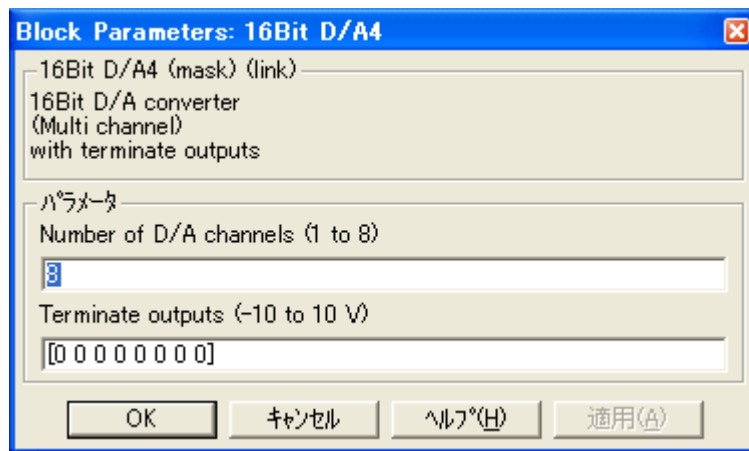 Block Parameters: 16Bit D/A4
16Bit D/A4 (mask) (link)
16Bit D/A converter
(Multi channel)
with terminate outputs
パラメータ
Number of D/A channels (1 to 8)
8
Terminate outputs (-10 to 10 V)
[0 0 0 0 0 0 0 0]
OK
キャンセル
ヘルプ(H)
適用(A)